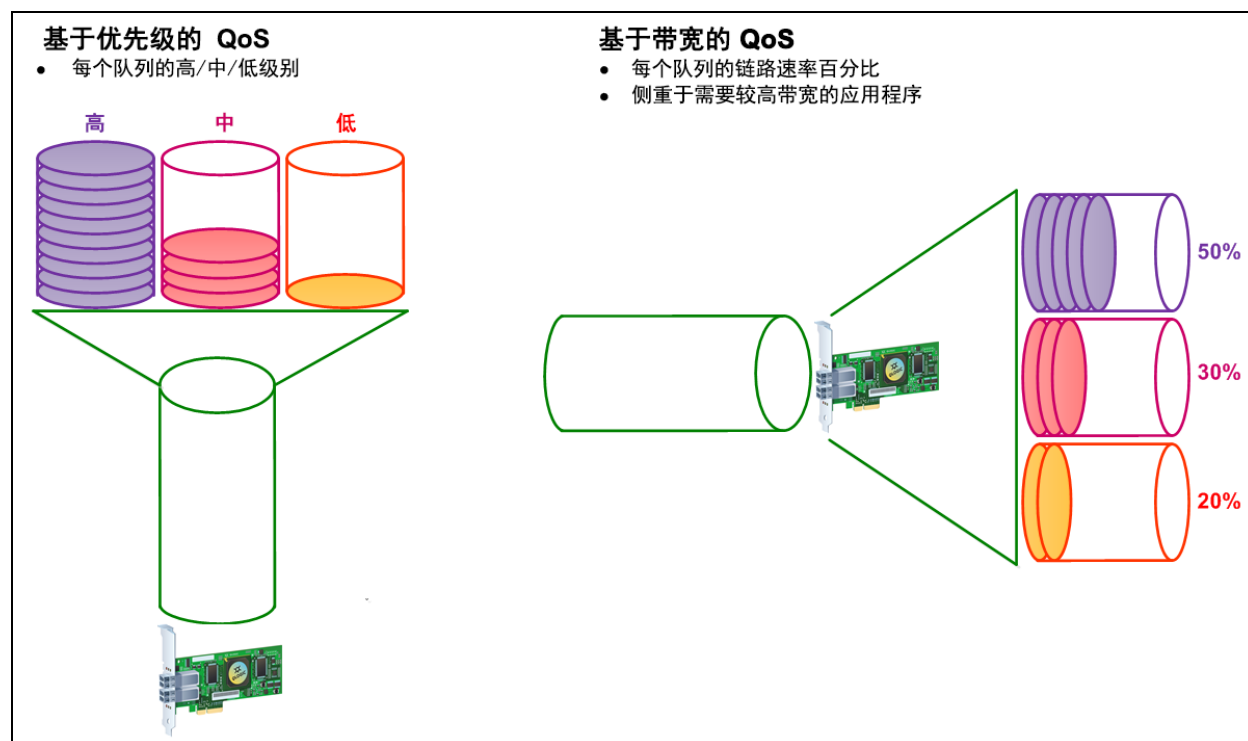 基于优先级的 QoS
• 每个队列的高/中/低级别
高 中 低
基于带宽的 QoS
• 每个队列的链路速率百分比
• 侧重于需要较高带宽的应用程序
50%
30%
20%